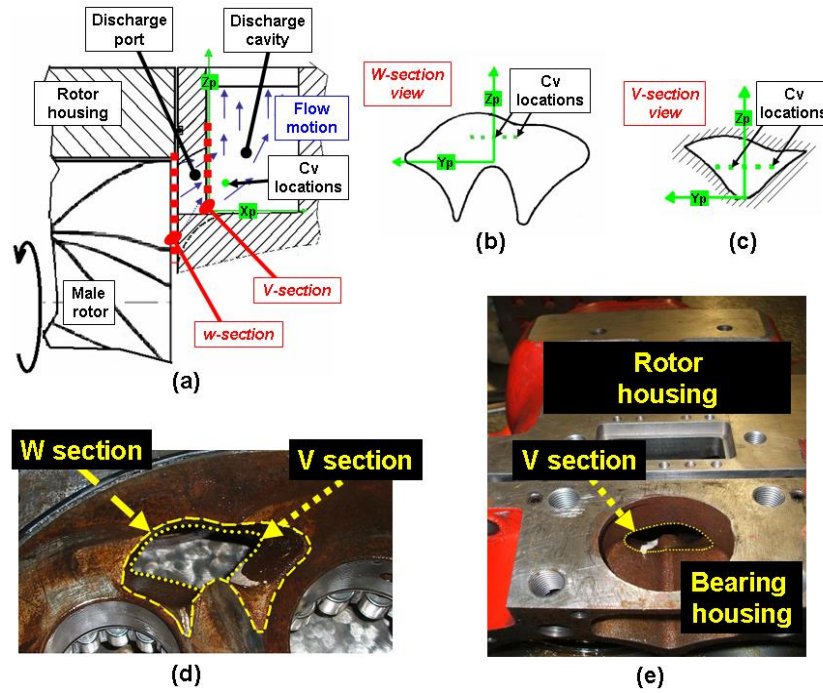 Discharge
port
Discharge
cavity
Rotor
housing
Zp
Flow
motion
Cv
locations
Xp
Male
rotor
V-section
w-section
(a)
W-section
view
Zp
Cv
locations
Yp
(b)
V-section
view
Cv
locations
Zp
Yp
(c)
W section
V section
(d)
Rotor
housing
V section
Bearing
housing
(e)